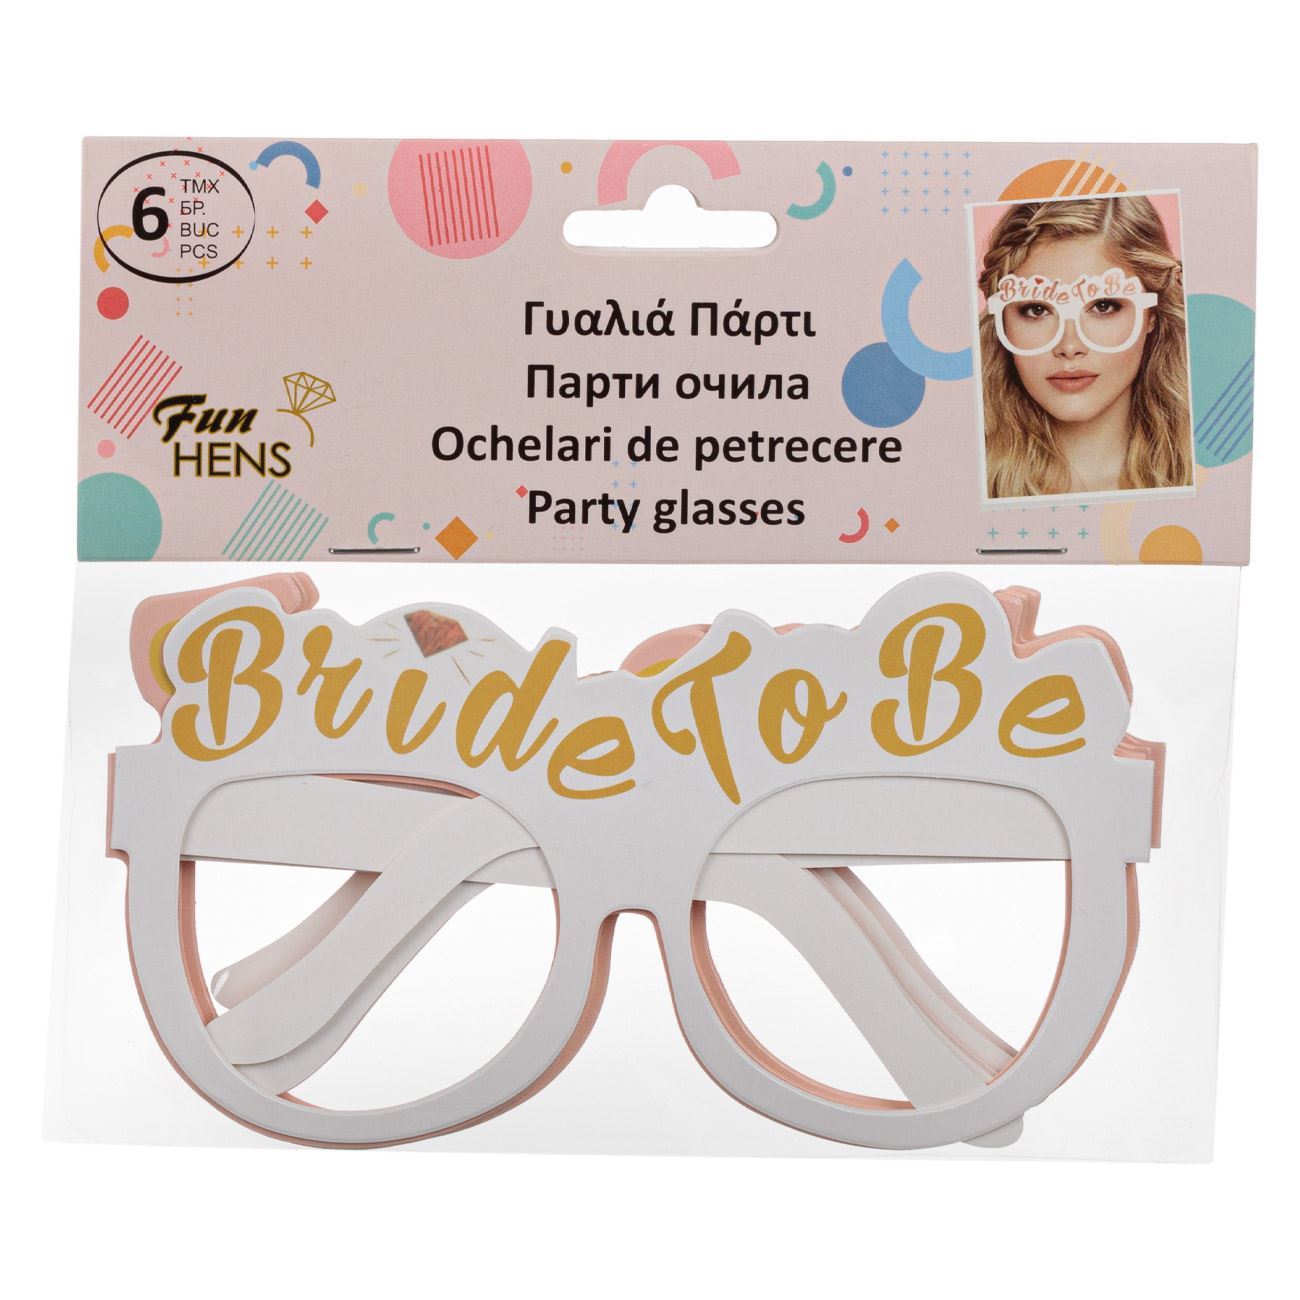 6
ΤΜΧ
БР.
BUC
PCS
Fun
HENS
Γυαλιά Πάρτι
Парти очила
Ochelari de petrecere
Party glasses
Bride To Be
Bride To Be